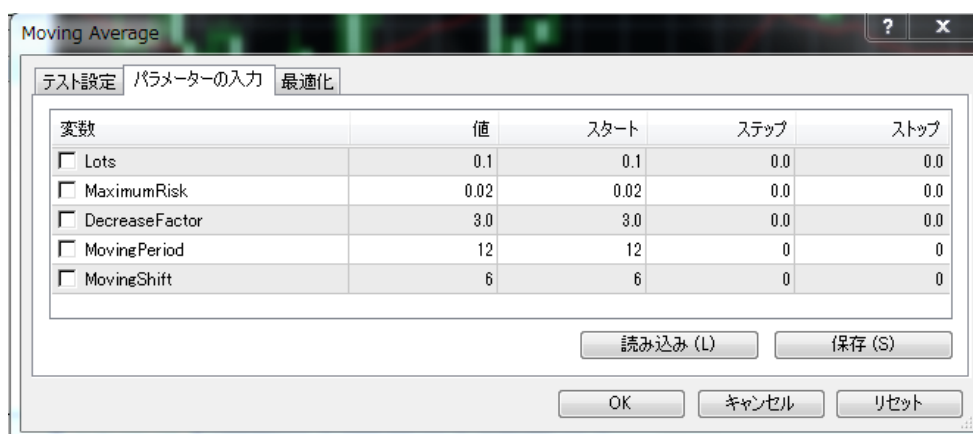 Moving Average
テスト設定 パラメーターの入力 最適化
変数 値 スタート ステップ ストップ
Lots 0.1 0.1 0.0 0.0
MaximumRisk 0.02 0.02 0.0 0.0
DecreaseFactor 3.0 3.0 0.0 0.0
MovingPeriod 12 12 0 0
MovingShift 6 6 0 0
読み込み (L) 保存 (S)
OK キャンセル リセット